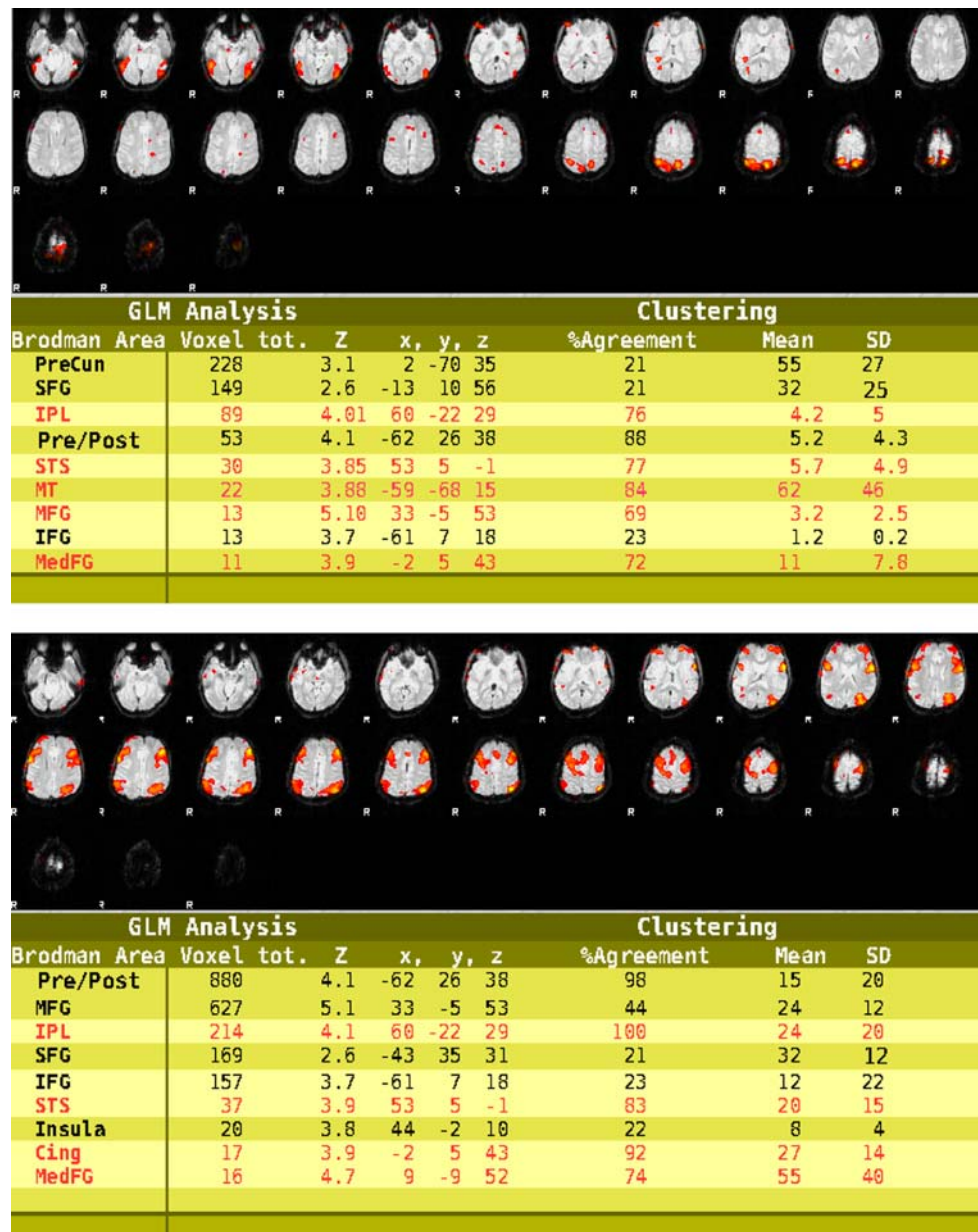 R R R R R R R R R R R
R R R R R R R R R R R
R R R
GLM Analysis Clustering
Brodman Area Voxel tot. Z x, y, z %Agreement Mean SD
PreCun 228 3.1 2 -70 35 21 55 27
SFG 149 2.6 -13 10 56 21 32 25
IPL 89 4.01 60 -22 29 76 4.2 5
Pre/Post 53 4.1 -62 26 38 88 5.2 4.3
STS 30 3.85 53 5 -1 77 5.7 4.9
MT 22 3.88 -59 -68 15 84 62 46
MFG 13 5.10 33 -5 53 69 3.2 2.5
IFG 13 3.7 -61 7 18 23 1.2 0.2
MedFG 11 3.9 -2 5 43 72 11 7.8
R R R R R R R R R R R
R R R R R R R R R R R
R R R
GLM Analysis Clustering
Brodman Area Voxel tot. Z x, y, z %Agreement Mean SD
Pre/Post 880 4.1 -62 26 38 98 15 20
MFG 627 5.1 33 -5 53 44 24 12
IPL 214 4.1 60 -22 29 100 24 20
SFG 169 2.6 -43 35 31 21 32 12
IFG 157 3.7 -61 7 18 23 12 22
STS 37 3.9 53 5 -1 83 20 15
Insula 20 3.8 44 -2 10 22 8 4
Cing 17 3.9 -2 5 43 92 27 14
MedFG 16 4.7 9 -9 52 74 55 40